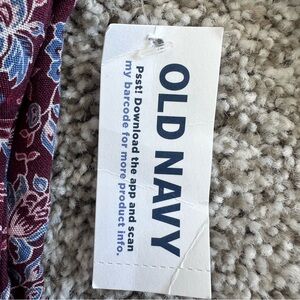 OLD NAVY
Psst! Download the app and scan
my barcode for more product info.